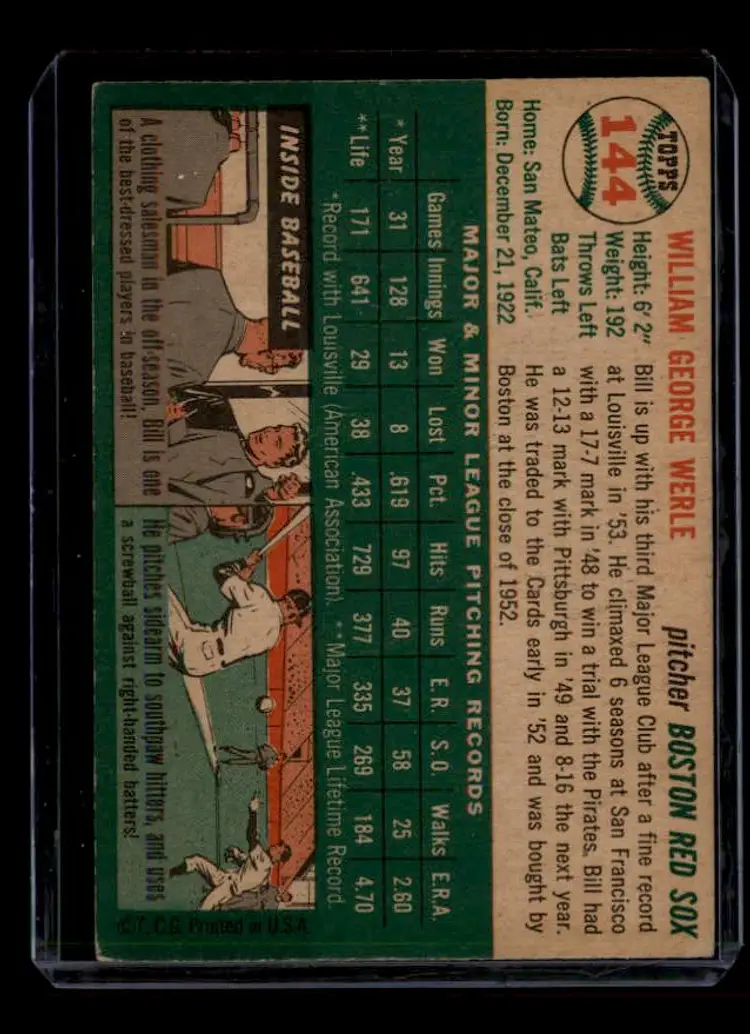 TOPPS
144
WILLIAM GEORGE WERLE
pitcher BOSTON RED SOX
Height: 6' 2"
Weight: 192
Throws Left
Bats Left
Home: San Mateo, Calif.
Born: December 21, 1922
Bill is up with his third Major League Club after a fine record
at Louisville in '53. He climaxed 6 seasons at San Francisco
with a 17-7 mark in '48 to win a trial with the Pirates. Bill had
a 12-13 mark with Pittsburgh in '49 and 8-16 the next year.
He was traded to the Cards early in '52 and was bought by
Boston at the close of 1952.
MAJOR & MINOR LEAGUE PITCHING RECORDS
Games Innings Won Lost Pct. Hits Runs E.R. S.O. Walks E.R.A.
* Year 31 128 13 8 .619 97 40 37 58 25 2.60
**Life 171 641 29 38 .433 729 377 335 269 184 4.70
*Record with Louisville (American Association). **Major League Lifetime Record.
INSIDE BASEBALL
A clothing salesman in the off-season, Bill is one
of the best-dressed players in baseball!
He pitches sidearm to southpaw hitters, and uses
a screwball against right-handed batters!
© T.C.G. Printed in U.S.A.